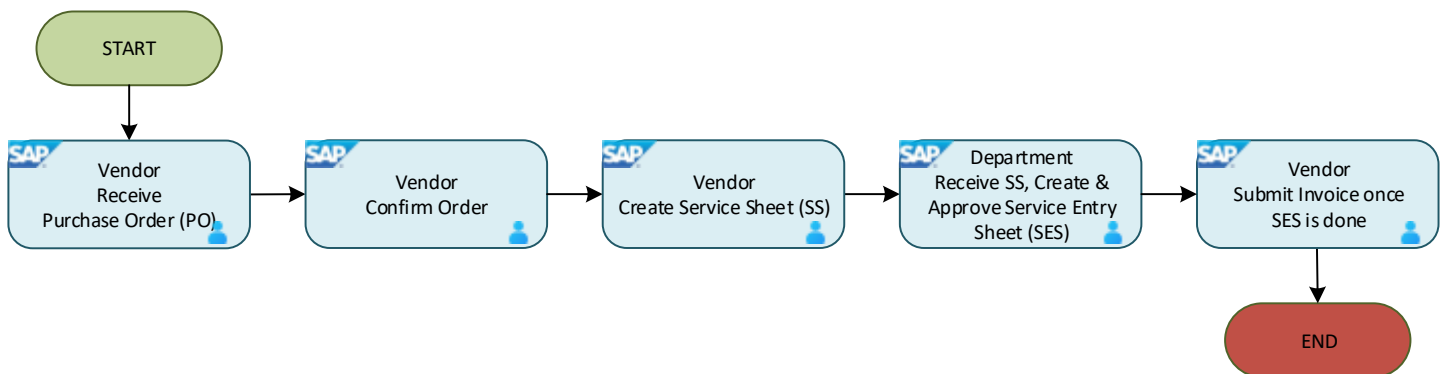 START
SAP
Vendor
Receive
Purchase Order (PO)
SAP
Vendor
Confirm Order
SAP
Vendor
Create Service Sheet (SS)
SAP
Department
Receive SS, Create &
Approve Service Entry
Sheet (SES)
SAP
Vendor
Submit Invoice once
SES is done
END